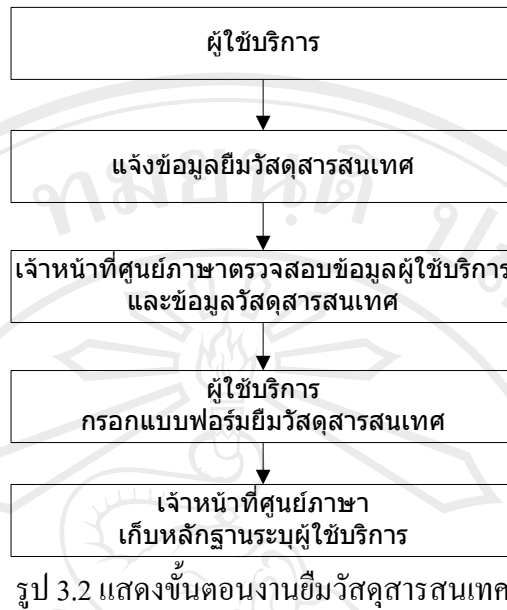 ผู้ใช้บริการ
แจ้งข้อมูลยืมวัสดุสารสนเทศ
เจ้าหน้าที่ศูนย์ภาษาตรวจสอบข้อมูลผู้ใช้บริการ
และข้อมูลวัสดุสารสนเทศ
ผู้ใช้บริการ
กรอกแบบฟอร์มยืมวัสดุสารสนเทศ
เจ้าหน้าที่ศูนย์ภาษา
เก็บหลักฐานระบุผู้ใช้บริการ
รูป 3.2 แสดงขั้นตอนงานยืมวัสดุสารสนเทศ